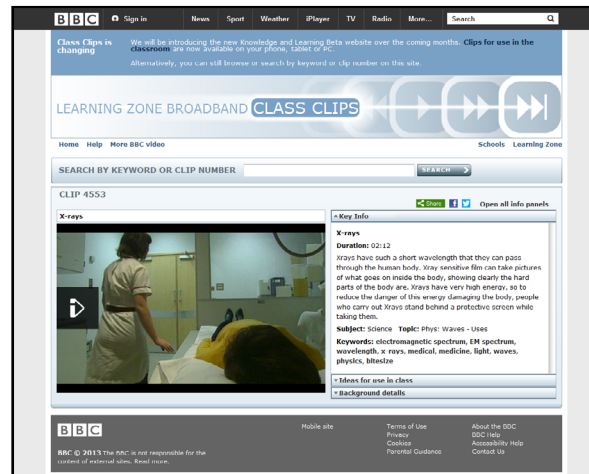 BBC Sign in News Sport Weather iPlayer TV Radio More... Search
Class Clips is changing
We will be introducing the new Knowledge and Learning Beta website over the coming months. Clips for use in the
classroom are now available on your phone, tablet or PC.
Alternatively, you can still browse or search by keyword or clip number on this site.
LEARNING ZONE BROADBAND CLASS CLIPS
Home Help More BBC video Schools Learning Zone
SEARCH BY KEYWORD OR CLIP NUMBER SEARCH
CLIP 4553
Share Open all info panels
X-rays
Key Info
X-rays
Duration: 02:12
Xrays have such a short wavelength that they can pass
through the human body. Xray sensitive film can take pictures
of what goes on inside the body, showing clearly the hard
parts of the body are. Xrays have very high energy, so to
reduce the danger of this energy damaging the body, people
who carry out Xrays stand behind a protective screen while
taking them.
Subject: Science Topic: Phys: Waves - Uses
Keywords: electromagnetic spectrum, EM spectrum,
wavelength, x rays, medical, medicine, light, waves,
physics, bitesize
Ideas for use in class
Background details
BBC
Mobile site
Terms of Use
Privacy
Cookies
Parental Guidance
About the BBC
BBC Help
Accessibility Help
Contact Us
BBC © 2013 The BBC is not responsible for the
content of external sites. Read more.